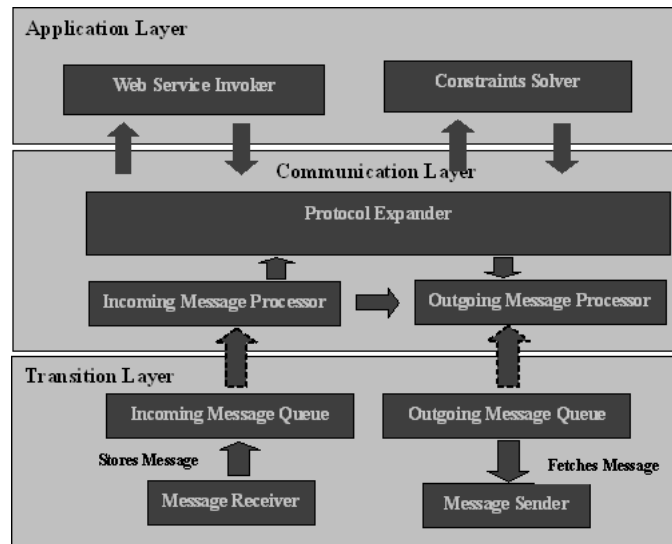 Application Layer
Web Service Invoker
Constraints Solver
Communication Layer
Protocol Expander
Incoming Message Processor
Outgoing Message Processor
Transition Layer
Incoming Message Queue
Outgoing Message Queue
Stores Message
Fetches Message
Message Receiver
Message Sender